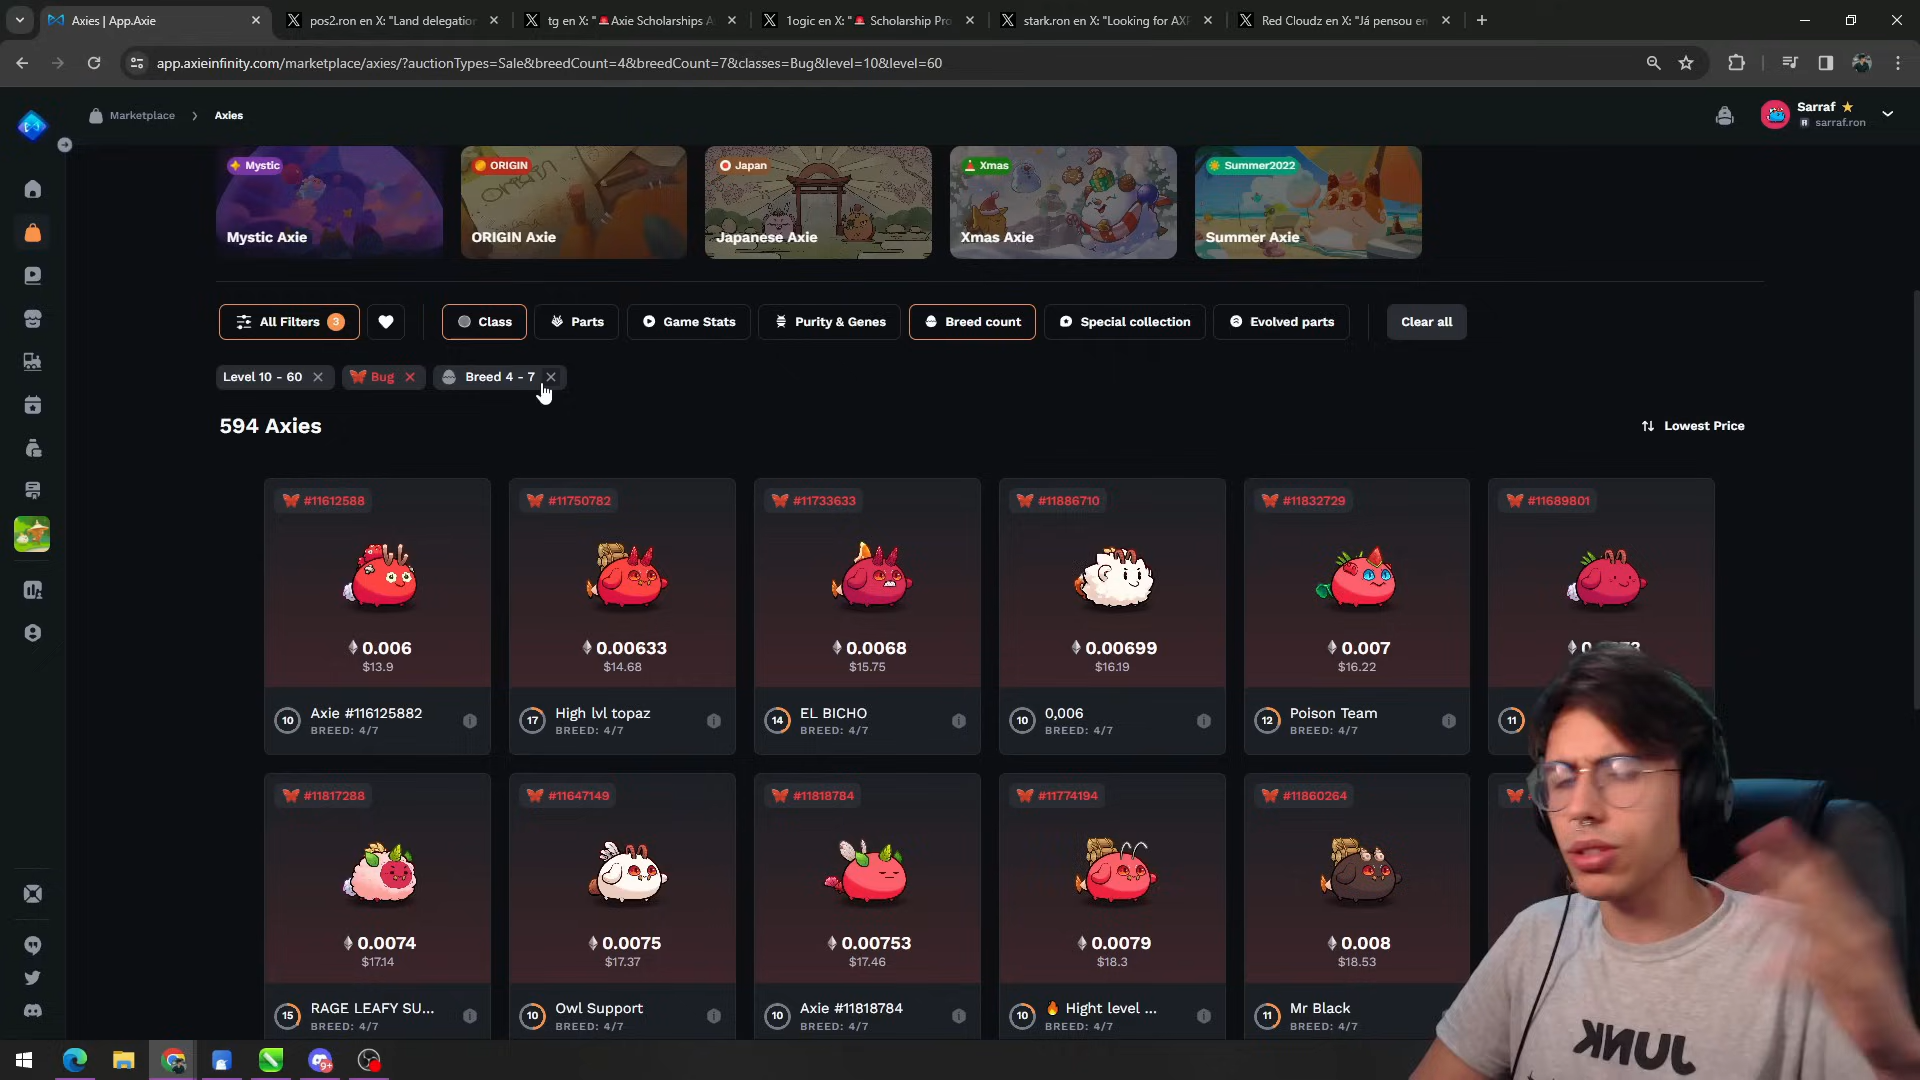 Axies | App.Axie
pos2.ron en X: "Land delegation
tg en X: "🚨Axie Scholarships A
1ogic en X: "🚨 Scholarship Pro
stark.ron en X: "Looking for AXP
Red Cloudz en X: "Já pensou en
app.axieinfinity.com/marketplace/axies/?auctionTypes=Sale&breedCount=4&breedCount=7&classes=Bug&level=10&level=60
Marketplace > Axies
Sarraf
sarraf.ron
Mystic
ORIGIN
Japan
Xmas
Summer2022
Mystic Axie
ORIGIN Axie
Japanese Axie
Xmas Axie
Summer Axie
All Filters 3
Class
Parts
Game Stats
Purity & Genes
Breed count
Special collection
Evolved parts
Clear all
Level 10 - 60
Bug
Breed 4 - 7
594 Axies
Lowest Price
#11612588
#11750782
#11733633
#11886710
#11832729
#11689801
0.006
0.00633
0.0068
0.00699
0.007
$13.9
$14.68
$15.75
$16.19
$16.22
10 Axie #116125882
BREED: 4/7
17 High lvl topaz
BREED: 4/7
14 EL BICHO
BREED: 4/7
10 0,006
BREED: 4/7
12 Poison Team
BREED: 4/7
11
#11817288
#11647149
#11818784
#11774194
#11860264
0.0074
0.0075
0.00753
0.0079
0.008
$17.14
$17.37
$17.46
$18.3
$18.53
15 RAGE LEAFY SU...
BREED: 4/7
10 Owl Support
BREED: 4/7
10 Axie #11818784
BREED: 4/7
10 🔥 Hight level ...
BREED: 4/7
11 Mr Black
BREED: 4/7
JUNK
9+